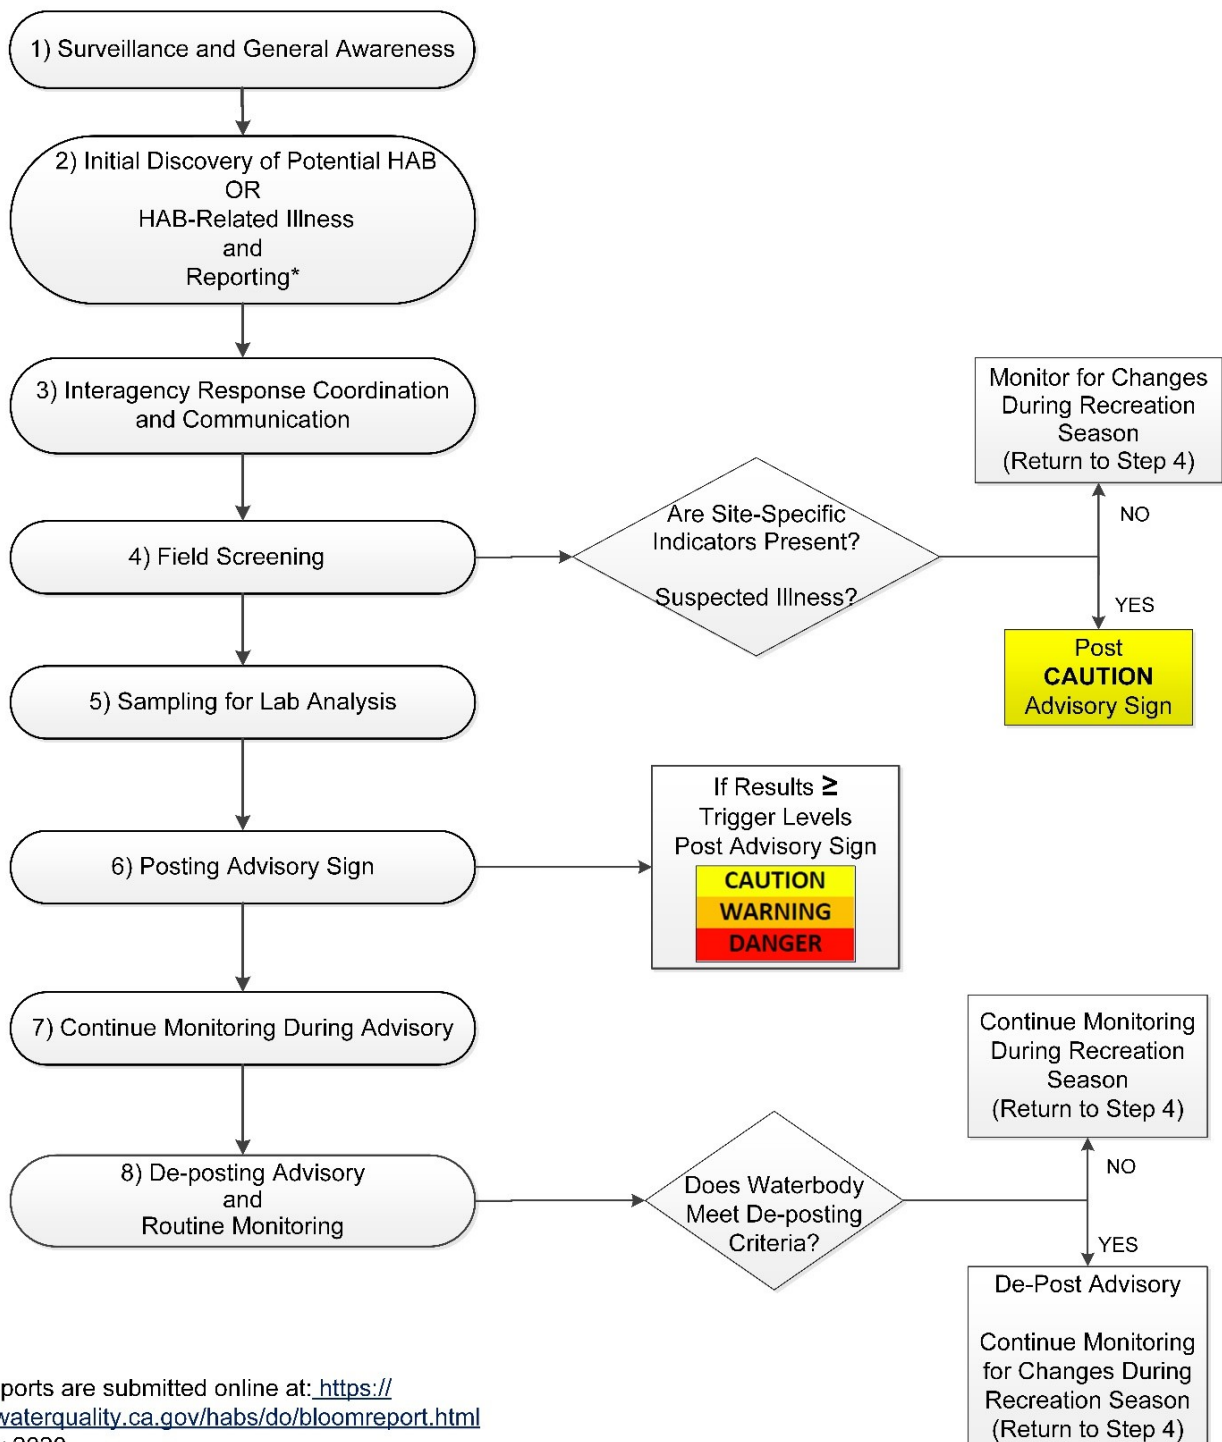 1) Surveillance and General Awareness
2) Initial Discovery of Potential HAB
OR
HAB-Related Illness
and
Reporting*
3) Interagency Response Coordination
and Communication
4) Field Screening
Are Site-Specific
Indicators Present?
Suspected Illness?
Monitor for Changes
During Recreation
Season
(Return to Step 4)
NO
YES
Post
CAUTION
Advisory Sign
5) Sampling for Lab Analysis
6) Posting Advisory Sign
If Results ≥
Trigger Levels
Post Advisory Sign
CAUTION
WARNING
DANGER
7) Continue Monitoring During Advisory
8) De-posting Advisory
and
Routine Monitoring
Does Waterbody
Meet De-posting
Criteria?
Continue Monitoring
During Recreation
Season
(Return to Step 4)
NO
YES
De-Post Advisory
Continue Monitoring
for Changes During
Recreation Season
(Return to Step 4)
ports are submitted online at: https://
waterquality.ca.gov/habs/do/bloomreport.html